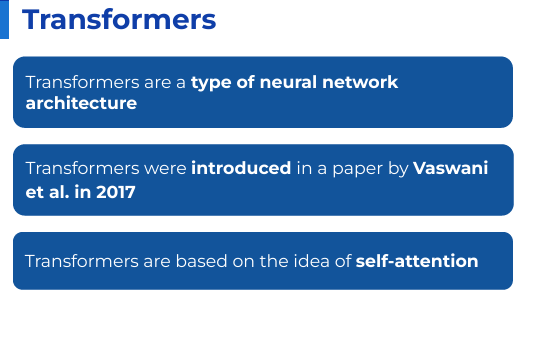 Transformers
Transformers are a type of neural network
architecture
Transformers were introduced in a paper by Vaswani
et al. in 2017
Transformers are based on the idea of self-attention